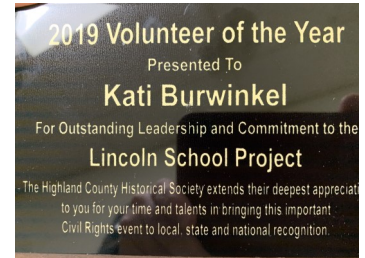 2019 Volunteer of the Year
Presented To
Kati Burwinkel
For Outstanding Leadership and Commitment to the
Lincoln School Project
The Highland County Historical Society extends their deepest appreciati
to you for your time and talents in bringing this important
Civil Rights event to local, state and national recognition.